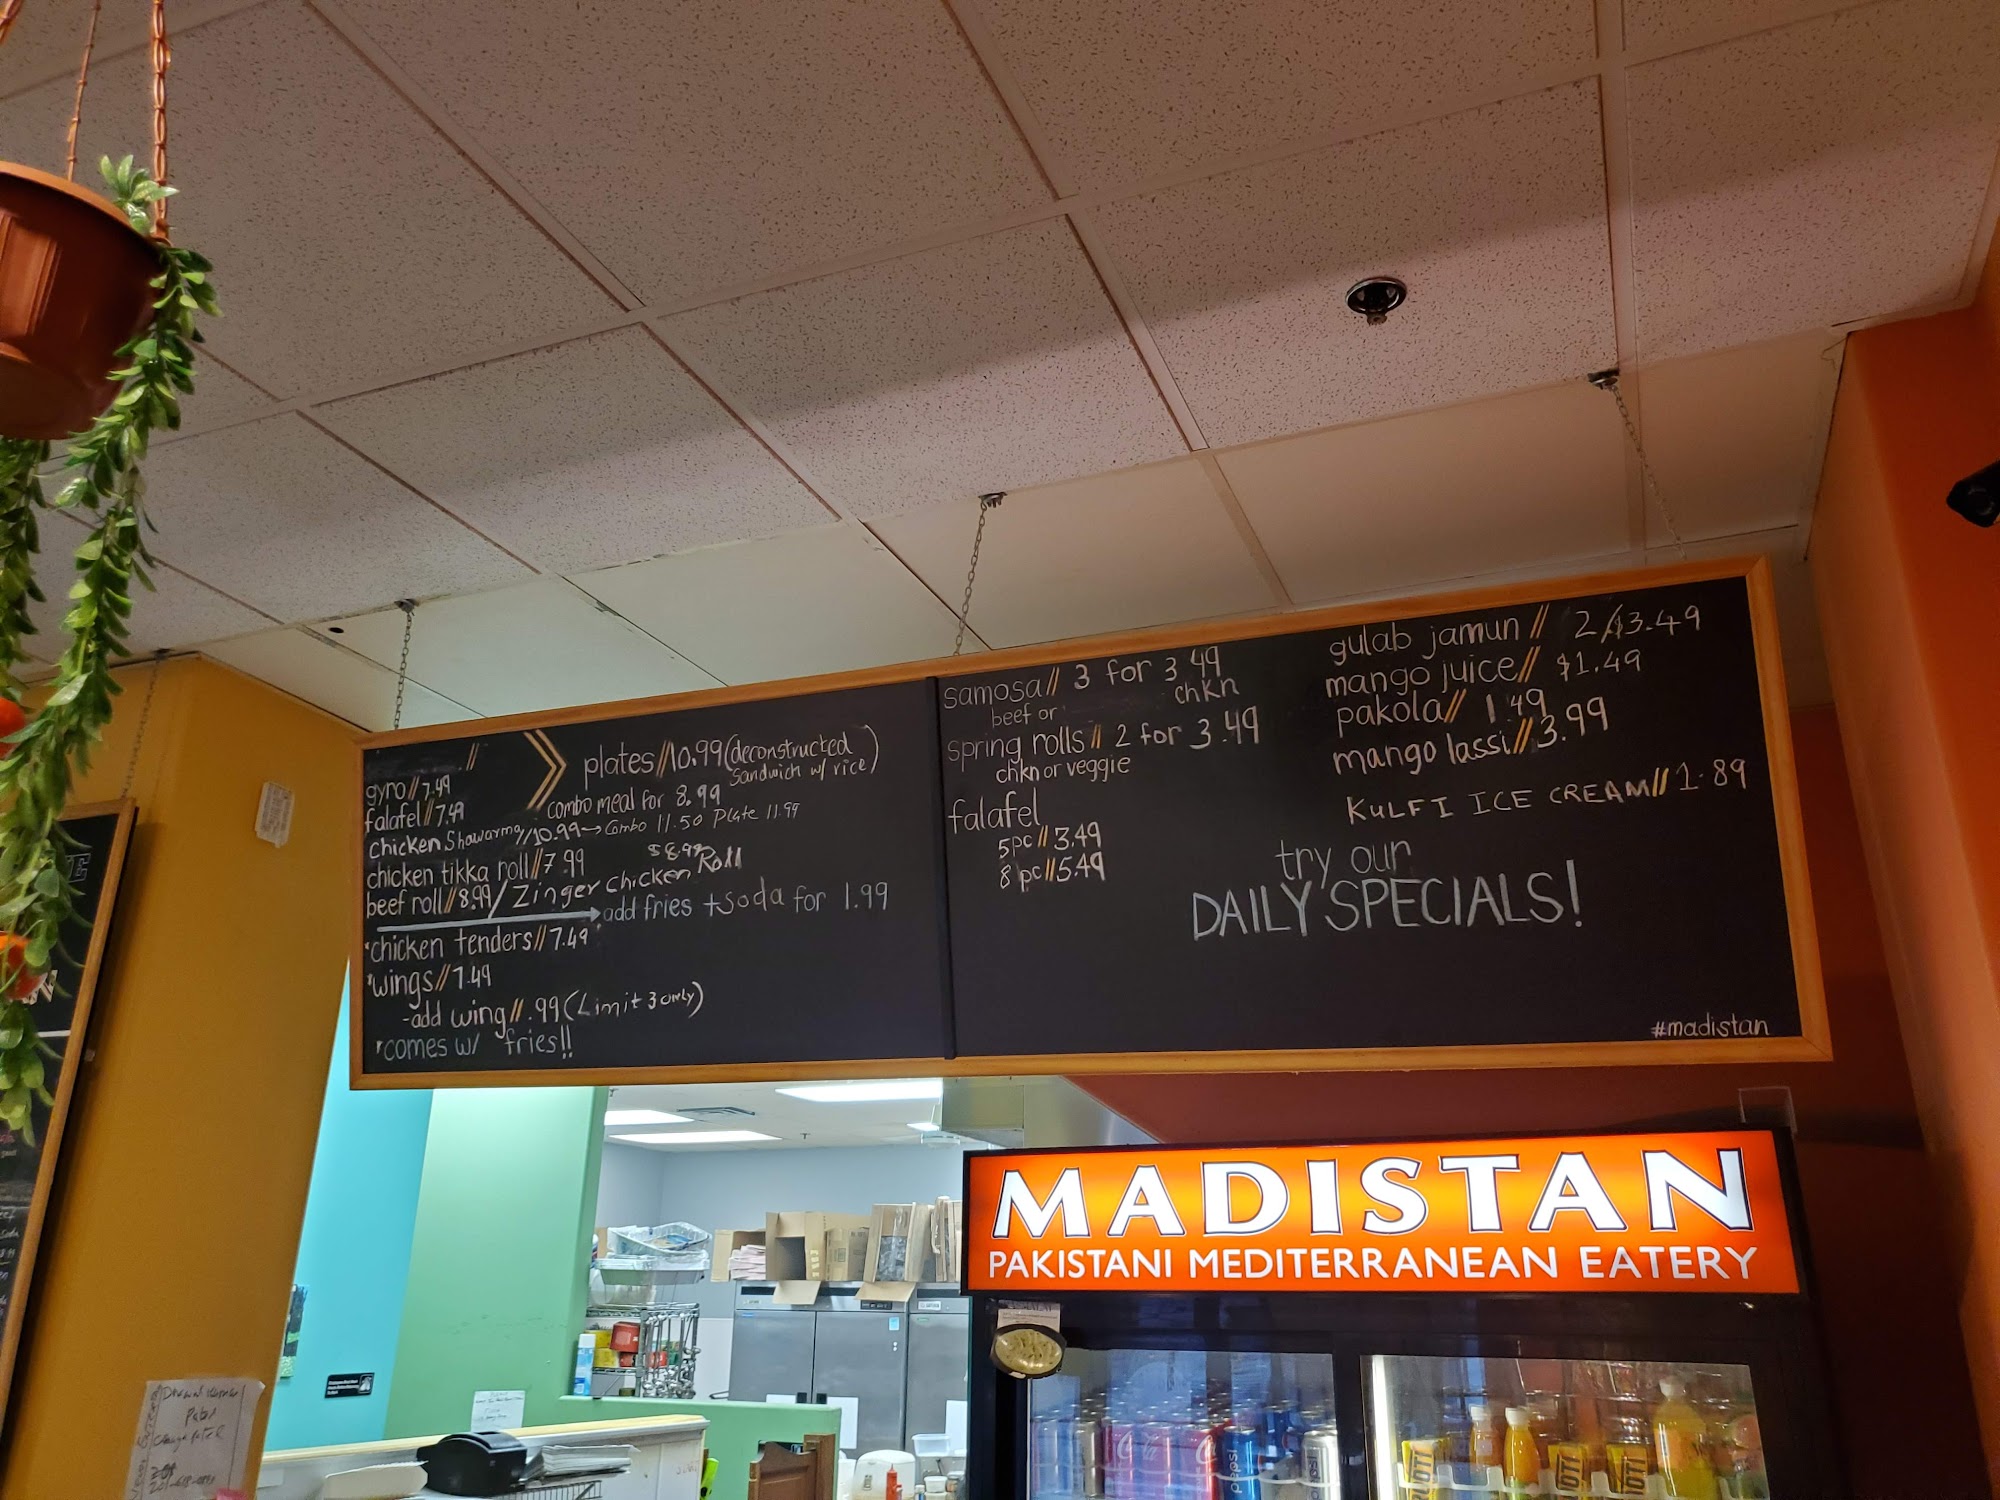 gyro// 7.49
falafel// 7.49
chicken Shawarma//10.99→ Combo 11.50 Plate 11.99
chicken tikka roll//7.99
beef roll//8.99/ Zinger chicken Roll
$8.99
plates//10.99(deconstructed
Sandwich w/ rice)
combo meal for 8.99
add fries + soda for 1.99
*chicken tenders//7.49
*wings//7.49
-add wing//.99(Limit 3 only)
*comes w/ fries!!
samosa// 3 for 3 49
beef or chkn
spring rolls// 2 for 3.49
chkn or veggie
falafel
5pc//3.49
8 pc//5.49
gulab jamun// 2/$3.49
mango juice// $1.49
pakola// 1.49
mango lassi//3.99
KULFI ICE CREAM//1.89
try our
DAILY SPECIALS!
#madistan
MADISTAN
PAKISTANI MEDITERRANEAN EATERY
pepsi